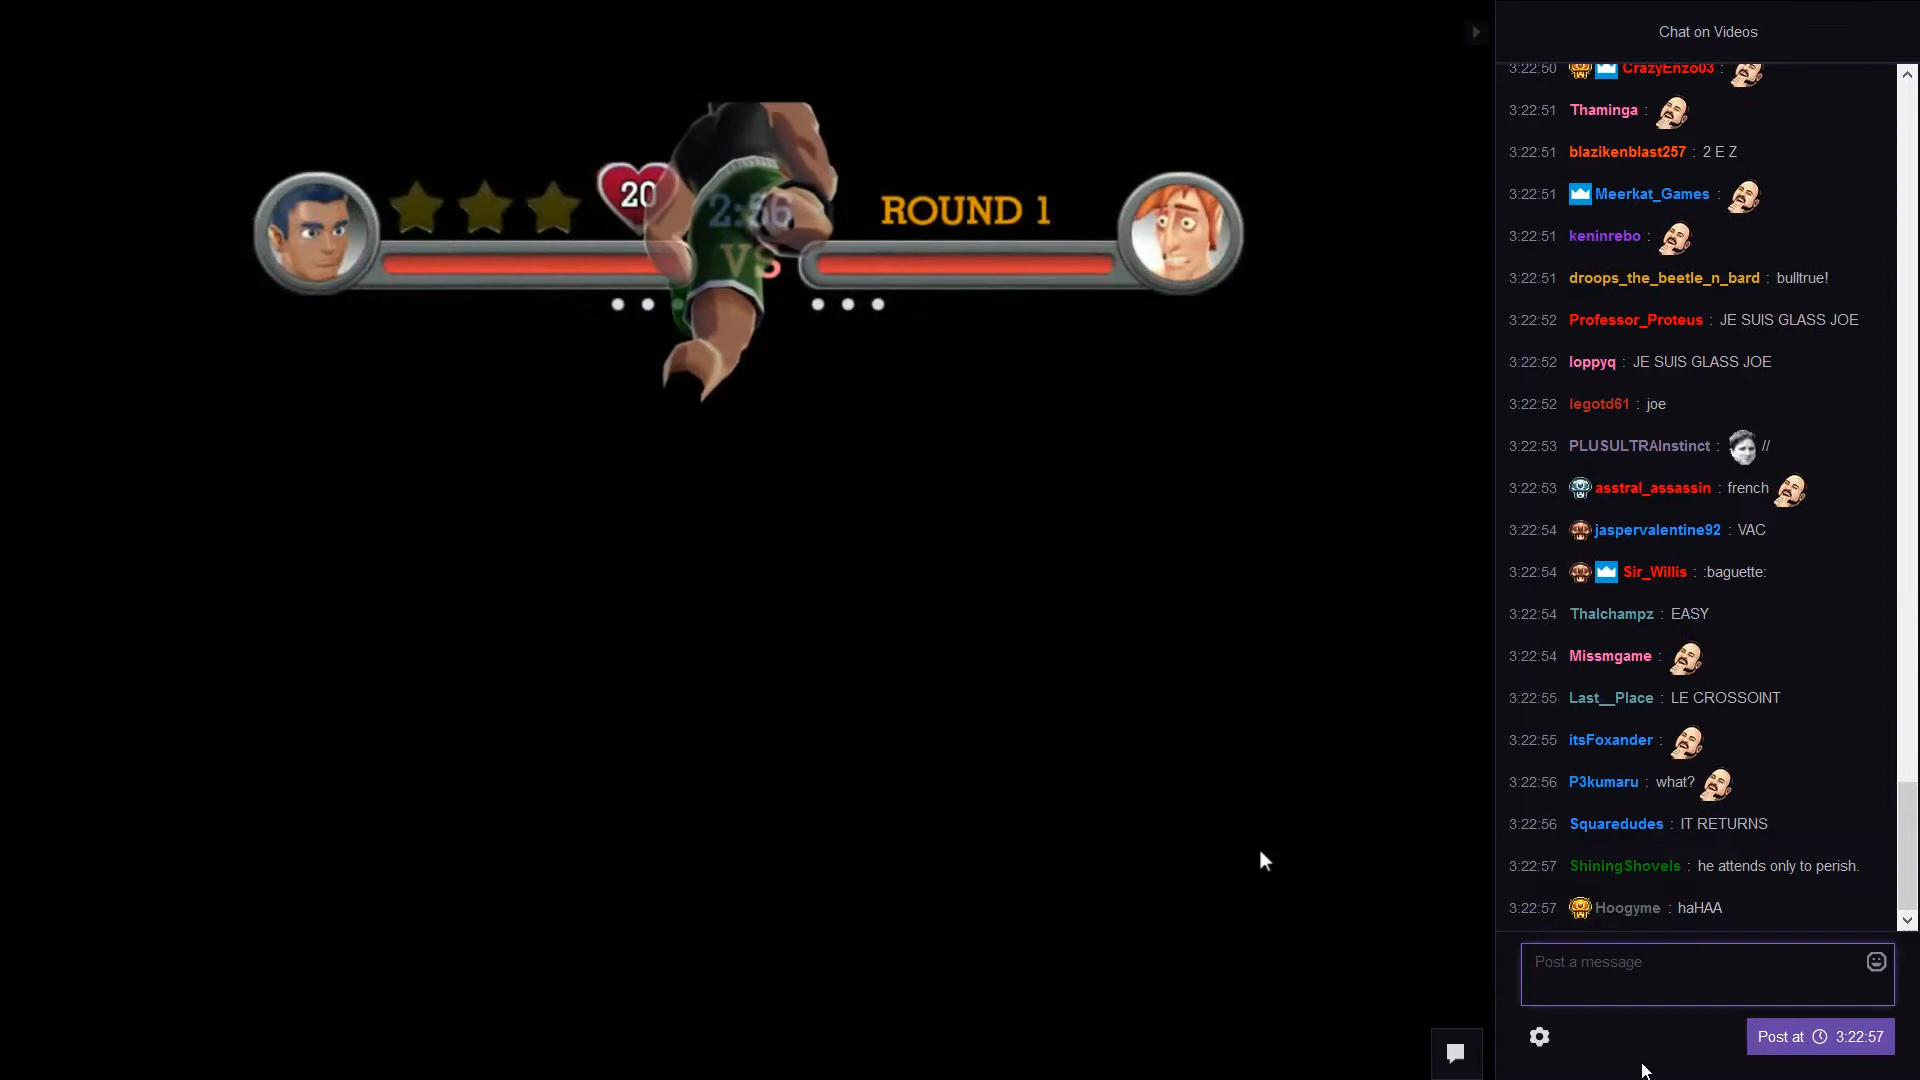 20
2:56
VS
ROUND 1
Chat on Videos
3:22:50 CrazyEnzo03 :
3:22:51 Thaminga :
3:22:51 blazikenblast257 : 2 E Z
3:22:51 Meerkat_Games :
3:22:51 keninrebo :
3:22:51 droops_the_beetle_n_bard : bulltrue!
3:22:52 Professor_Proteus : JE SUIS GLASS JOE
3:22:52 loppyq : JE SUIS GLASS JOE
3:22:52 legotd61 : joe
3:22:53 PLUSULTRAInstinct : //
3:22:53 asstral_assassin : french
3:22:54 jaspervalentine92 : VAC
3:22:54 Sir_Willis : :baguette:
3:22:54 Thalchampz : EASY
3:22:54 Missmgame :
3:22:55 Last__Place : LE CROSSOINT
3:22:55 itsFoxander :
3:22:56 P3kumaru : what?
3:22:56 Squaredudes : IT RETURNS
3:22:57 ShiningShovels : he attends only to perish.
3:22:57 Hoogyme : haHAA
Post a message
Post at 3:22:57